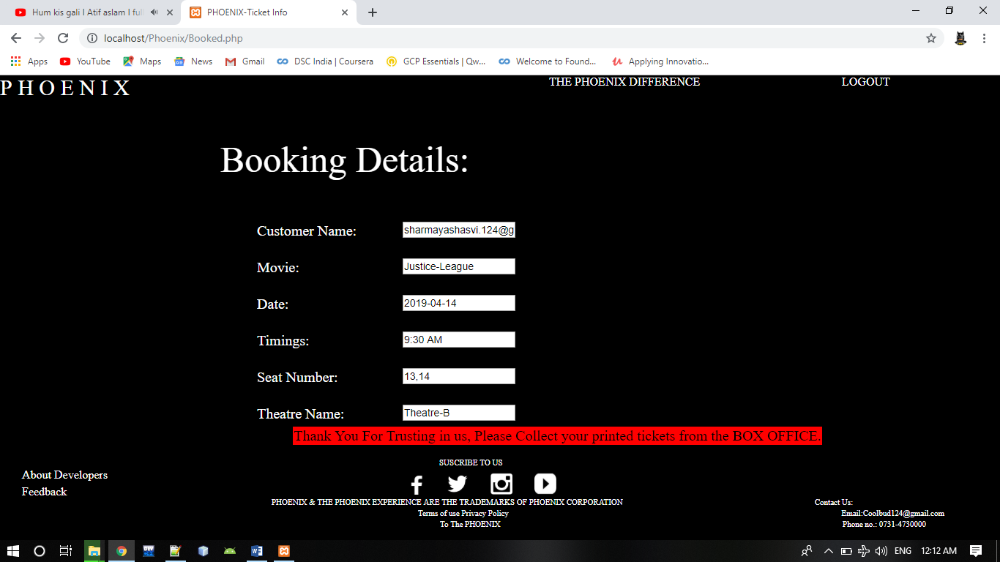 Hum kis gali I Atif aslam I ful
PHOENIX-Ticket Info
localhost/Phoenix/Booked.php
Apps YouTube Maps News Gmail DSC India | Coursera GCP Essentials | Qw... Welcome to Found... Applying Innovatio...
P H O E N I X
THE PHOENIX DIFFERENCE
LOGOUT
Booking Details:
Customer Name: sharmayashasvi.124@g
Movie: Justice-League
Date: 2019-04-14
Timings: 9:30 AM
Seat Number: 13,14
Theatre Name: Theatre-B
Thank You For Trusting in us, Please Collect your printed tickets from the BOX OFFICE.
SUSCRIBE TO US
About Developers
Feedback
PHOENIX & THE PHOENIX EXPERIENCE ARE THE TRADEMARKS OF PHOENIX CORPORATION
Terms of use Privacy Policy
To The PHOENIX
Contact Us:
Email:Coolbud124@gmail.com
Phone no.: 0731-4730000
ENG 12:12 AM